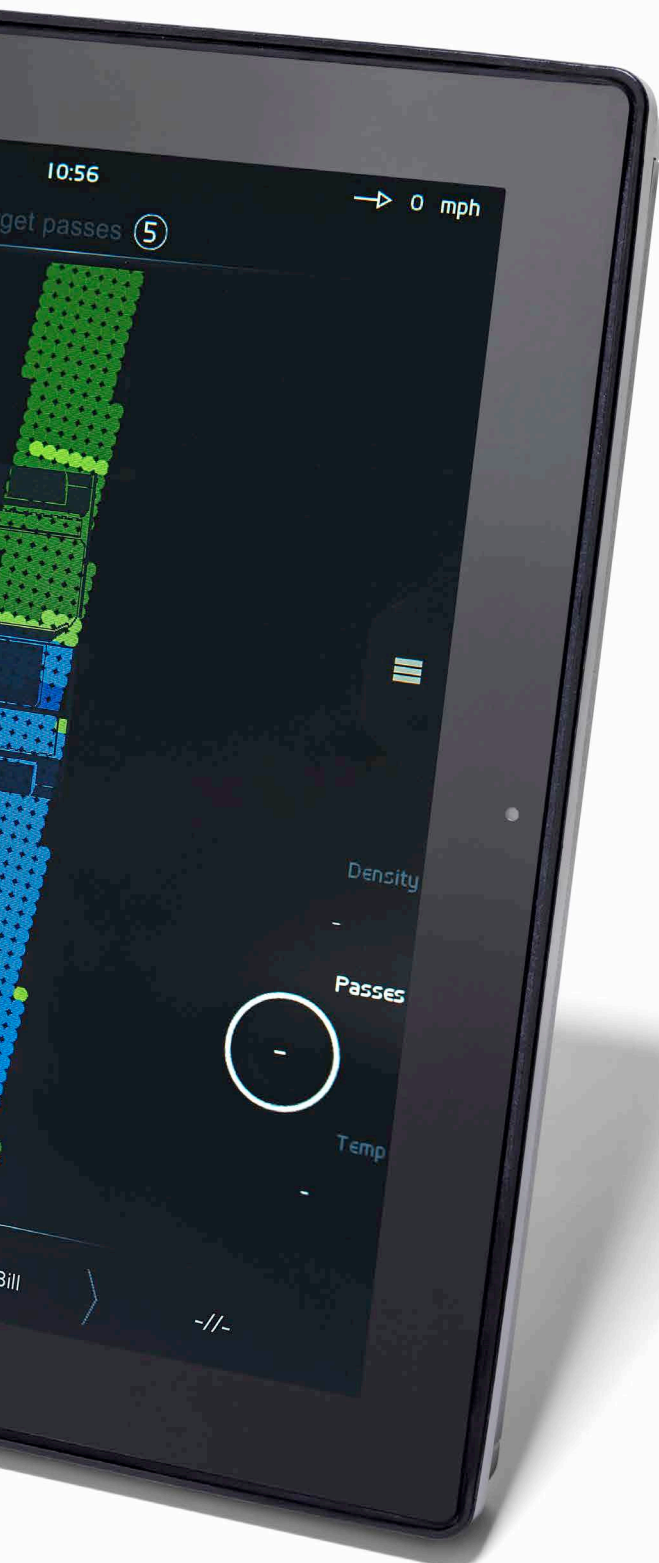 10:56
0 mph
get passes 5
Density
-
Passes
-
Temp
-
Bill
-//-